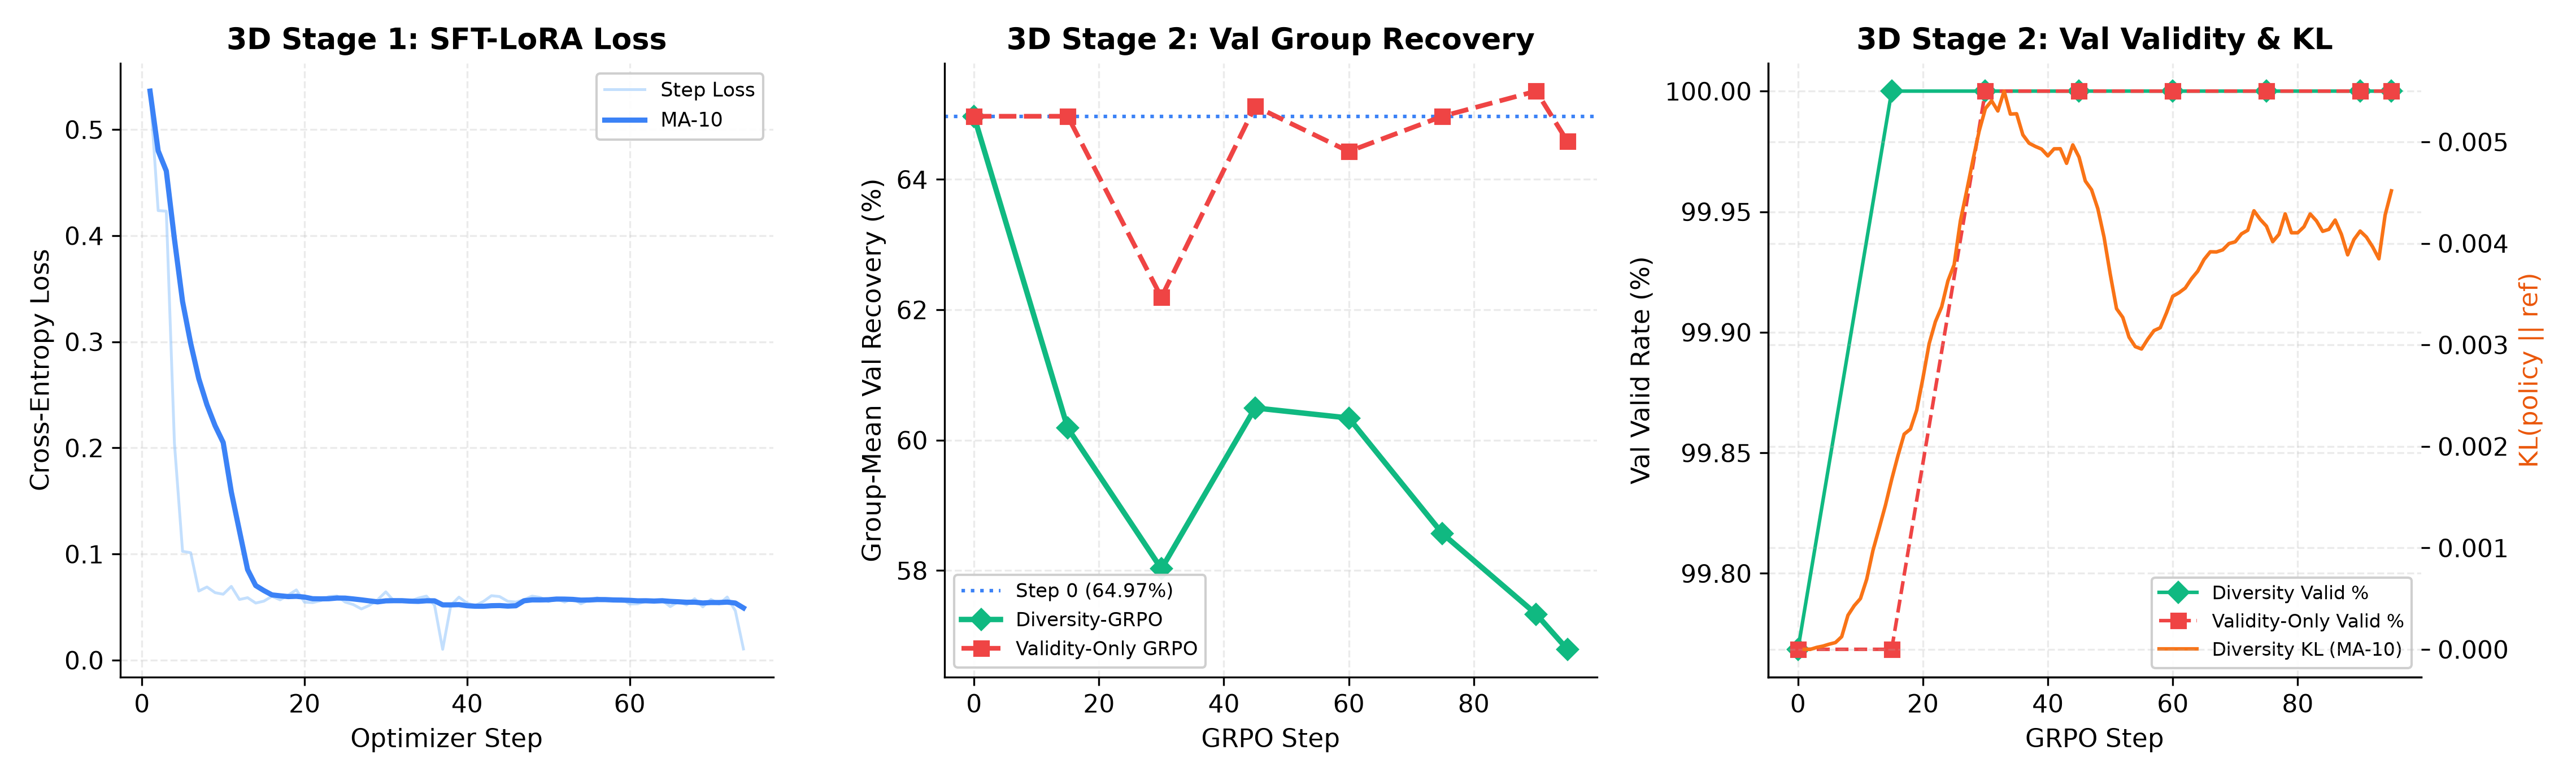 3D Stage 1: SFT-LoRA Loss
Cross-Entropy Loss
0.5
0.4
0.3
0.2
0.1
0.0
0
20
40
60
Optimizer Step
Step Loss
MA-10
3D Stage 2: Val Group Recovery
Group-Mean Val Recovery (%)
64
62
60
58
0
20
40
60
80
GRPO Step
Step 0 (64.97%)
Diversity-GRPO
Validity-Only GRPO
3D Stage 2: Val Validity & KL
Val Valid Rate (%)
100.00
99.95
99.90
99.85
99.80
0
20
40
60
80
GRPO Step
0.005
0.004
0.003
0.002
0.001
0.000
KL(policy || ref)
Diversity Valid %
Validity-Only Valid %
Diversity KL (MA-10)